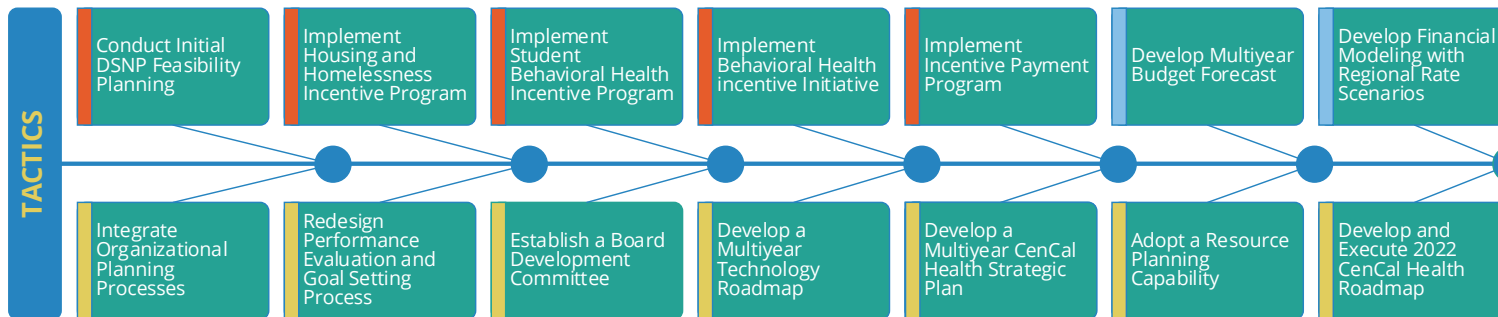 TACTICS
Conduct Initial
DSNP Feasibility
Planning
Implement
Housing and
Homelessness
Incentive Program
Implement
Student
Behavioral Health
Incentive Program
Implement
Behavioral Health
incentive Initiative
Implement
Incentive Payment
Program
Develop Multiyear
Budget Forecast
Develop Financial
Modeling with
Regional Rate
Scenarios
Integrate
Organizational
Planning
Processes
Redesign
Performance
Evaluation and
Goal Setting
Process
Establish a Board
Development
Committee
Develop a
Multiyear
Technology
Roadmap
Develop a
Multiyear CenCal
Health Strategic
Plan
Adopt a Resource
Planning
Capability
Develop and
Execute 2022
CenCal Health
Roadmap